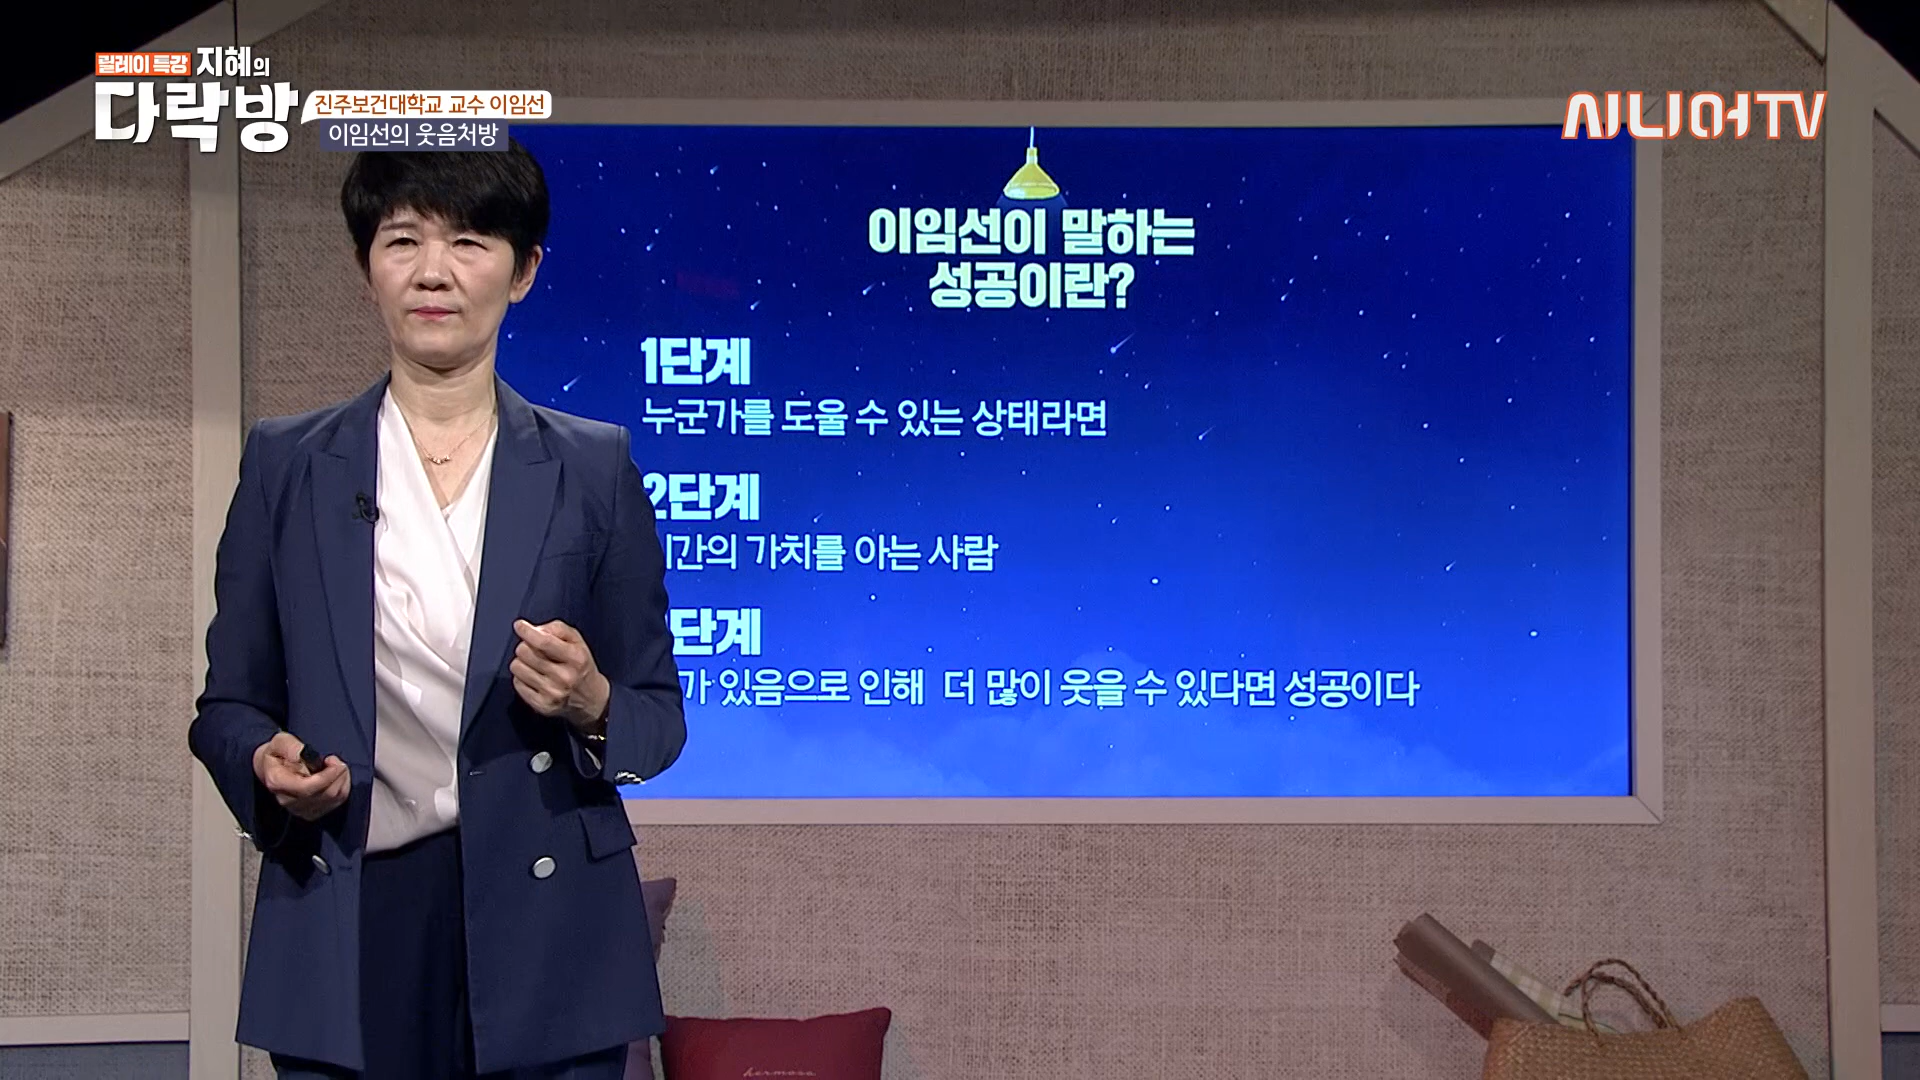 릴레이 특강 지혜의
다락방
진주보건대학교 교수 이임선
이임선의 웃음처방
시니어TV
이임선이 말하는
성공이란?
1단계
누군가를 도울 수 있는 상태라면
2단계
가치를 아는 사람
단계
있음으로 인해 더 많이 웃을 수 있다면 성공이다
hermosa